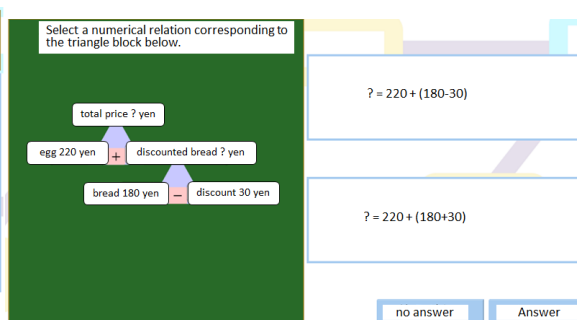 Select a numerical relation corresponding to
the triangle block below.
total price ? yen
egg 220 yen + discounted bread ? yen
bread 180 yen − discount 30 yen
? = 220 + (180-30)
? = 220 + (180+30)
no answer
Answer